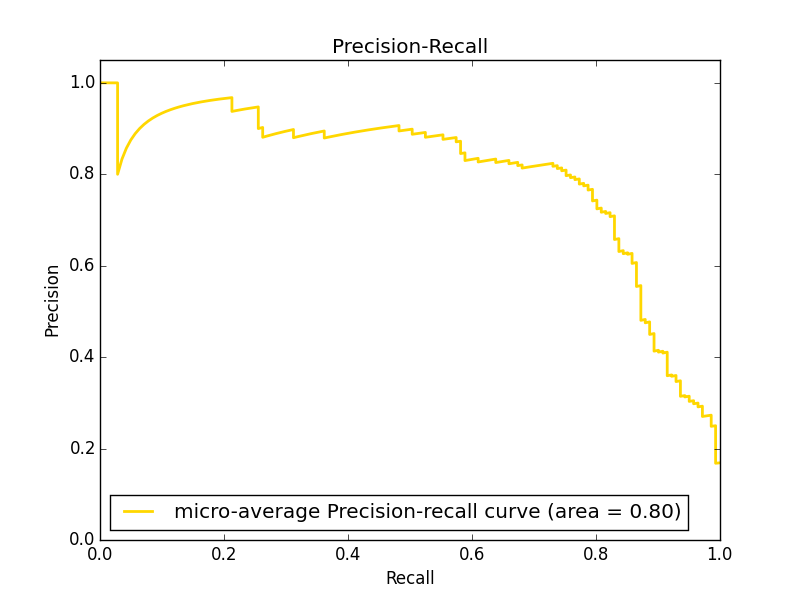 Precision-Recall
1.0
0.8
0.6
0.4
0.2
0.0
Precision
micro-average Precision-recall curve (area = 0.80)
0.0 0.2 0.4 0.6 0.8 1.0
Recall